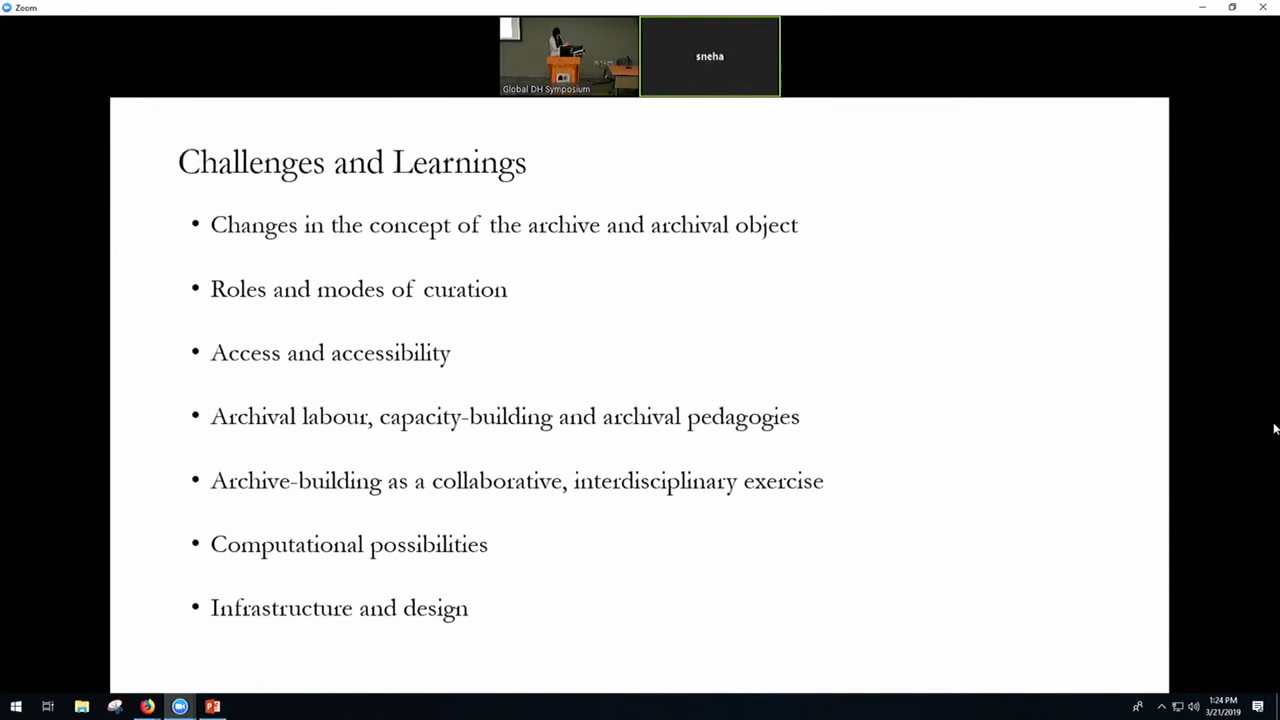 Zoom
Global DH Symposium
sneha
Challenges and Learnings
• Changes in the concept of the archive and archival object
• Roles and modes of curation
• Access and accessibility
• Archival labour, capacity-building and archival pedagogies
• Archive-building as a collaborative, interdisciplinary exercise
• Computational possibilities
• Infrastructure and design
1:24 PM
3/21/2019